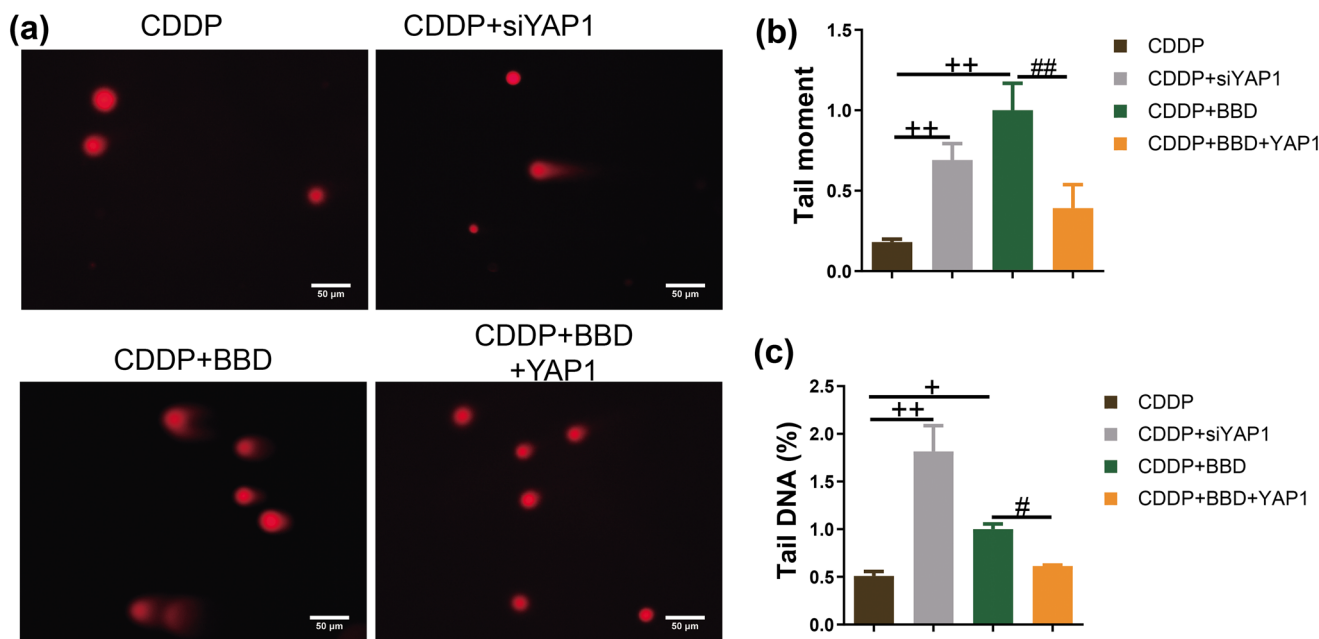 (a)
CDDP
CDDP+siYAP1
50 μm
50 μm
CDDP+BBD
CDDP+BBD
+YAP1
50 μm
50 μm
(b)
Tail moment
1.5
1.0
0.5
0.0
++
++
##
CDDP
CDDP+siYAP1
CDDP+BBD
CDDP+BBD+YAP1
(c)
Tail DNA (%)
2.5
2.0
1.5
1.0
0.5
0.0
+
++
#
CDDP
CDDP+siYAP1
CDDP+BBD
CDDP+BBD+YAP1